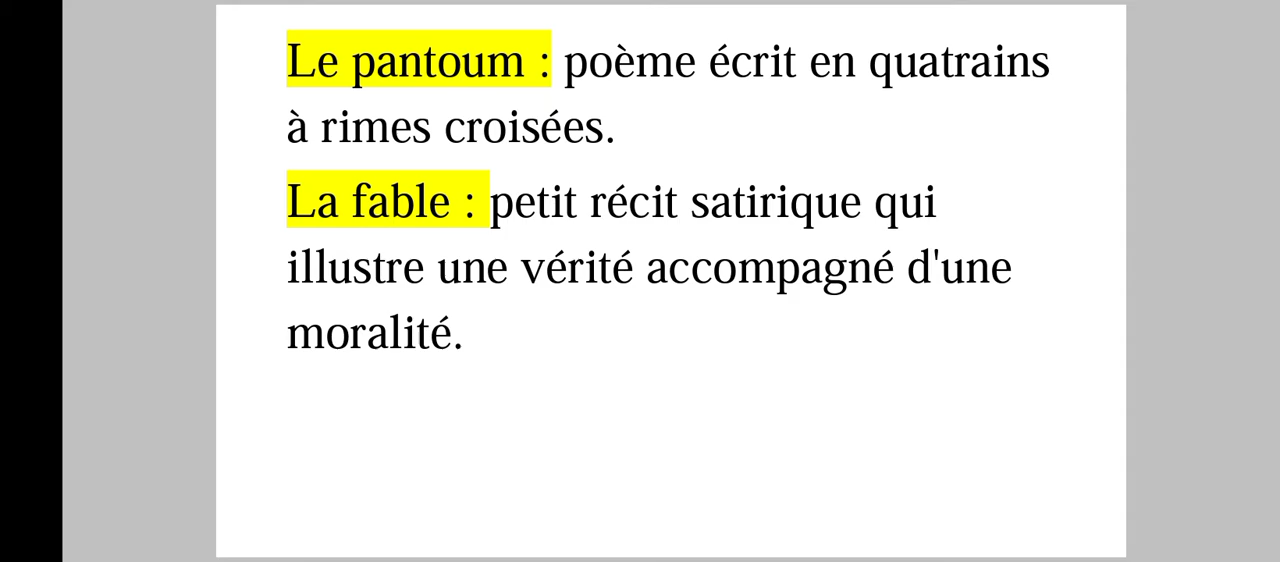 Le pantoum : poème écrit en quatrains
à rimes croisées.
La fable : petit récit satirique qui
illustre une vérité accompagné d'une
moralité.